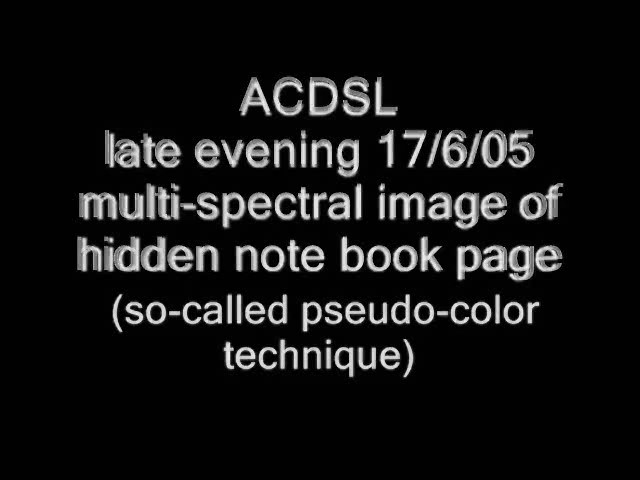 ACDSL
late evening 17/6/05
multi-spectral image of
hidden note book page
(so-called pseudo-color
technique)